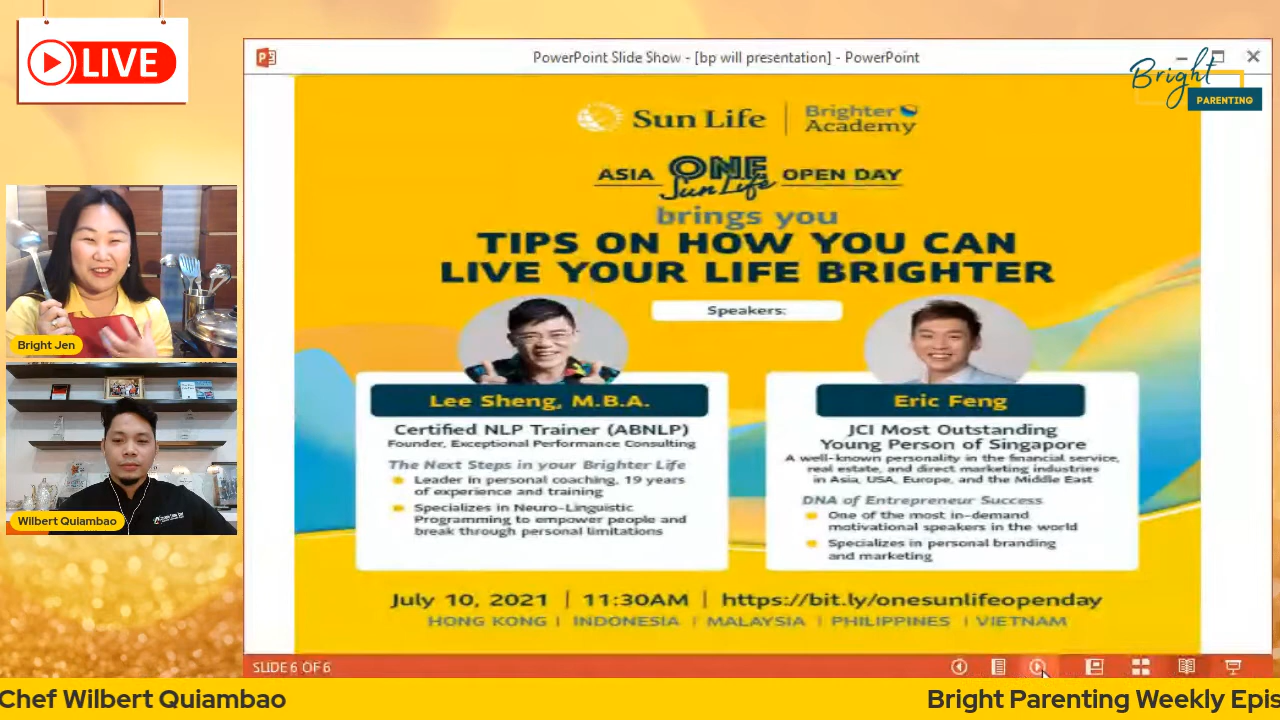 LIVE
PowerPoint Slide Show - [bp will presentation] - PowerPoint
Bright
PARENTING
Sun Life
Brighter
Academy
ASIA ONE Sun Life OPEN DAY
brings you
TIPS ON HOW YOU CAN
LIVE YOUR LIFE BRIGHTER
Speakers:
Bright Jen
Wilbert Quiambao
Lee Sheng, M.B.A.
Certified NLP Trainer (ABNLP)
Founder, Exceptional Performance Consulting
The Next Steps in your Brighter Life
Leader in personal coaching, 19 years
of experience and training
Specializes in Neuro-Linguistic
Programming to empower people and
break through personal limitations
Eric Feng
JCI Most Outstanding
Young Person of Singapore
A well-known personality in the financial service,
real estate, and direct marketing industries
in Asia, USA, Europe, and the Middle East
DNA of Entrepreneur Success
One of the most in-demand
motivational speakers in the world
Specializes in personal branding
and marketing
July 10, 2021 | 11:30AM | https://bit.ly/onesunlifeopenday
HONG KONG | INDONESIA | MALAYSIA | PHILIPPINES | VIETNAM
SLIDE 6 OF 6
Chef Wilbert Quiambao
Bright Parenting Weekly Epis